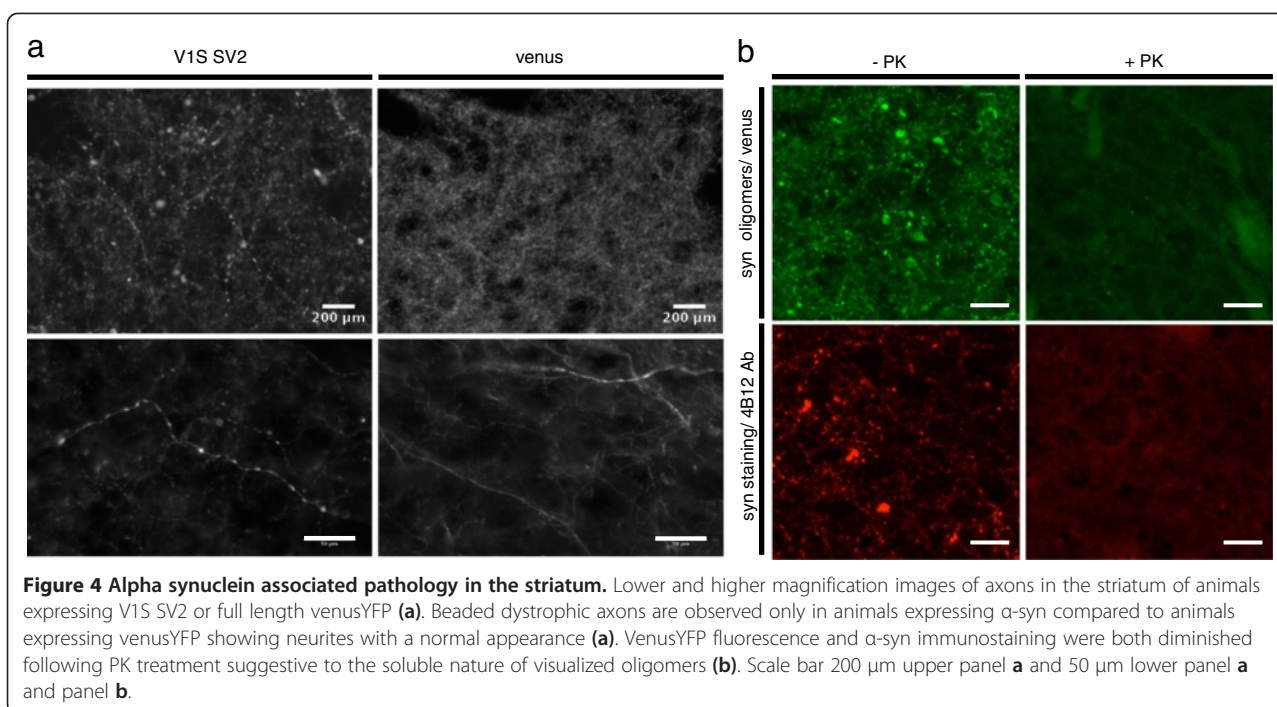 a
V1S SV2
venus
b
- PK
+ PK
syn oligomers/ venus
200 µm
200 µm
syn staining/ 4B12 Ab
50 µm
50 µm
Figure 4 Alpha synuclein associated pathology in the striatum. Lower and higher magnification images of axons in the striatum of animals
expressing V1S SV2 or full length venusYFP (a). Beaded dystrophic axons are observed only in animals expressing α-syn compared to animals
expressing venusYFP showing neurites with a normal appearance (a). VenusYFP fluorescence and α-syn immunostaining were both diminished
following PK treatment suggestive to the soluble nature of visualized oligomers (b). Scale bar 200 µm upper panel a and 50 µm lower panel a
and panel b.